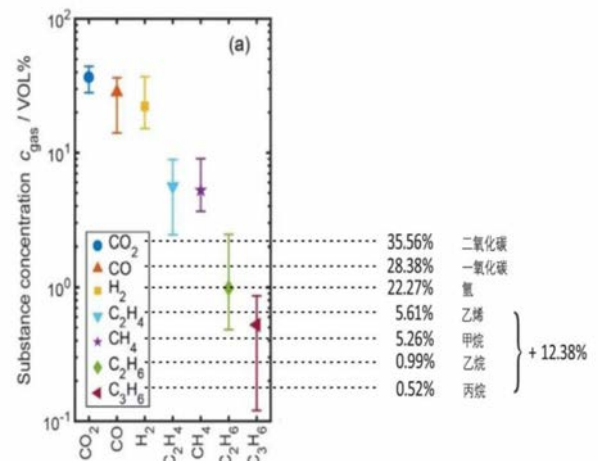 10²
(a)
Substance concentration c_gas / VOL%
10¹
10⁰
10⁻¹
CO₂ 35.56% 二氧化碳
CO 28.38% 一氧化碳
H₂ 22.27% 氢
C₂H₄ 5.61% 乙烯
CH₄ 5.26% 甲烷
C₂H₆ 0.99% 乙烷
C₃H₆ 0.52% 丙烷
+ 12.38%
CO₂ CO H₂ C₂H₄ CH₄ C₂H₆ C₃H₆